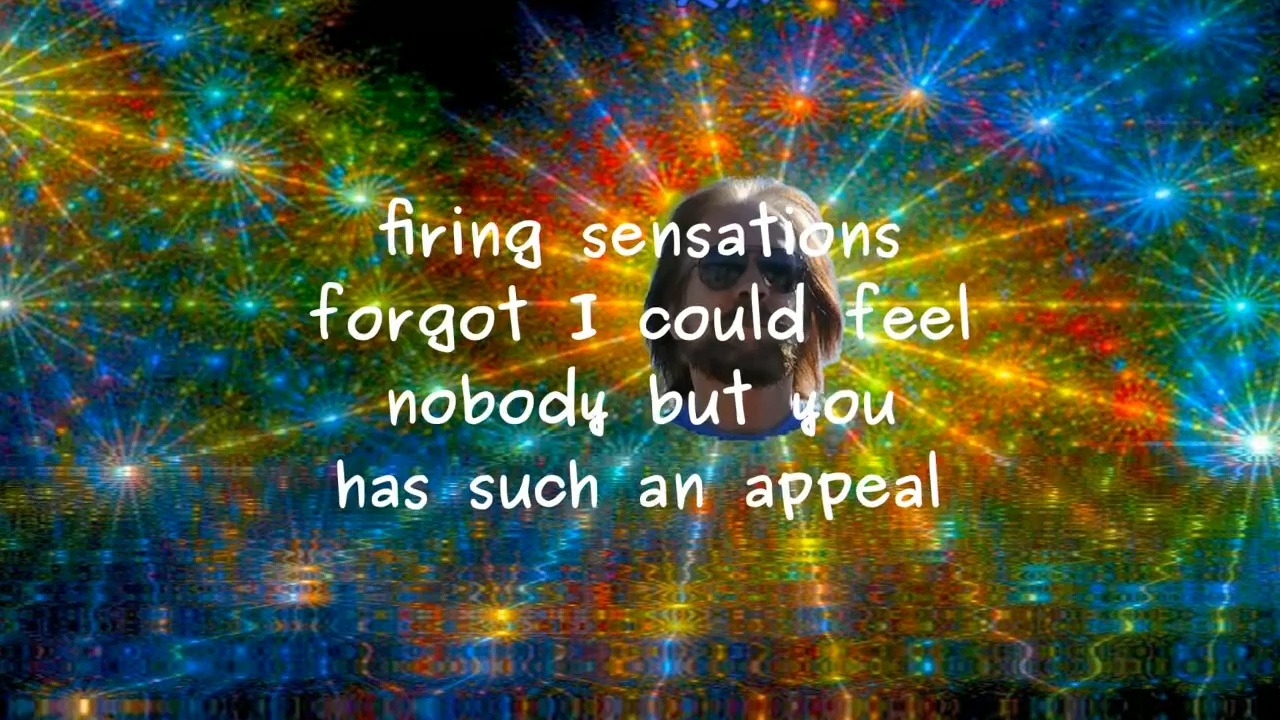 firing sensations
forgot I could feel
nobody but you
has such an appeal